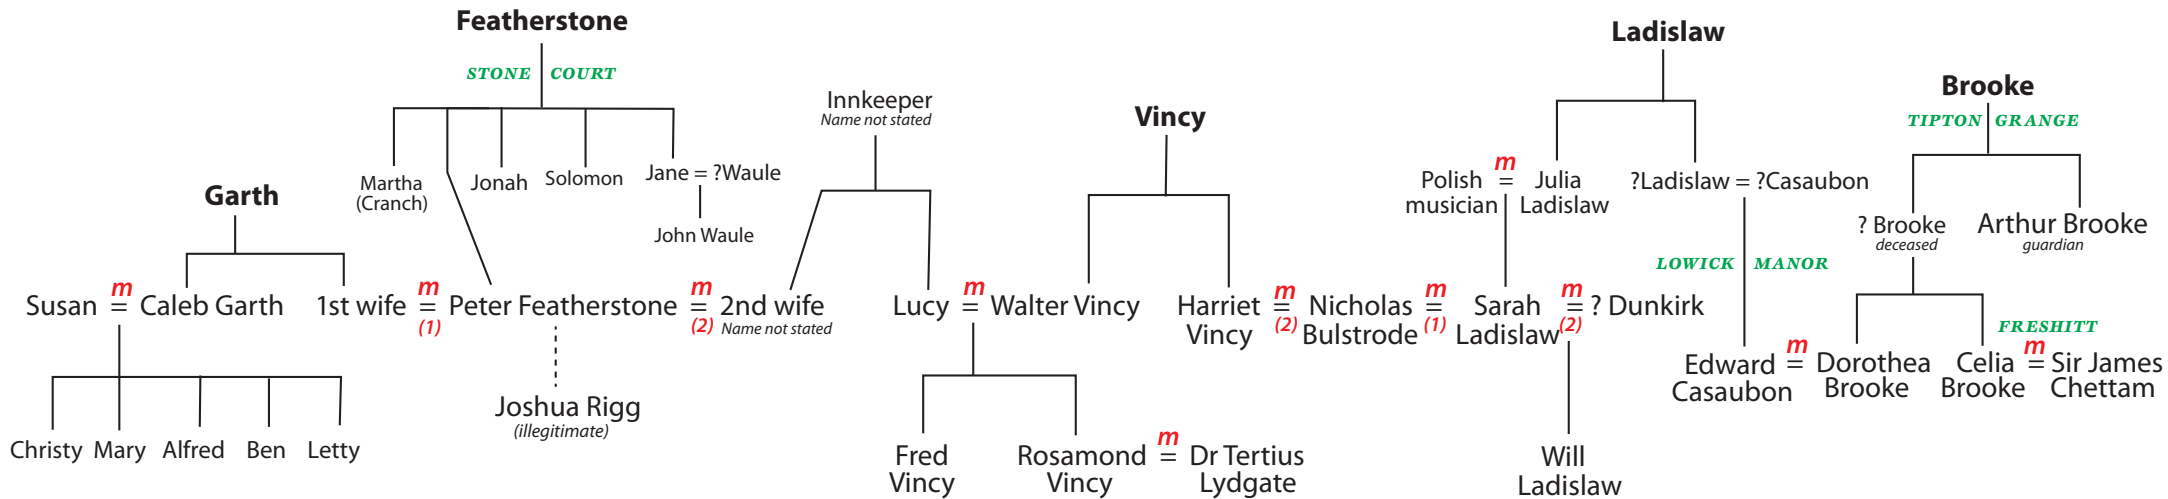 Featherstone
STONE COURT
Martha
(Cranch)
Jonah
Solomon
Jane = ?Waule
John Waule
Garth
Susan m = Caleb Garth
1st wife m = (1) Peter Featherstone m = (2) 2nd wife
Name not stated
Joshua Rigg
(illegitimate)
Christy Mary Alfred Ben Letty
Innkeeper
Name not stated
Vincy
Lucy m = Walter Vincy
Harriet
Vincy
m
=
(2)
Nicholas
Bulstrode
m
=
(1)
Sarah
Ladislaw
m
=
(2)
? Dunkirk
Fred
Vincy
Rosamond
Vincy
m
=
Dr Tertius
Lydgate
Ladislaw
Polish
musician
m
=
Julia
Ladislaw
?Ladislaw = ?Casaubon
LOWICK MANOR
Will
Ladislaw
Brooke
TIPTON GRANGE
? Brooke
deceased
Arthur Brooke
guardian
FRESHITT
Edward
Casaubon
m
=
Dorothea
Brooke
Celia
Brooke
m
=
Sir James
Chettam